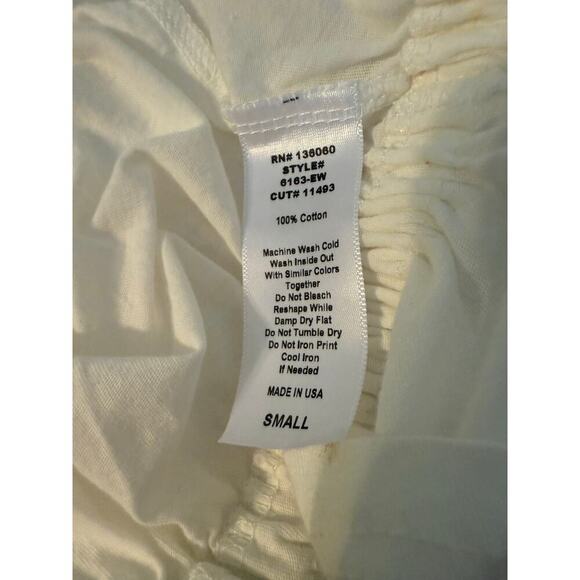 RN# 136060
STYLE#
6163-EW
CUT# 11493
100% Cotton
Machine Wash Cold
Wash Inside Out
With Similar Colors
Together
Do Not Bleach
Reshape While
Damp Dry Flat
Do Not Tumble Dry
Do Not Iron Print
Cool Iron
If Needed
MADE IN USA
SMALL